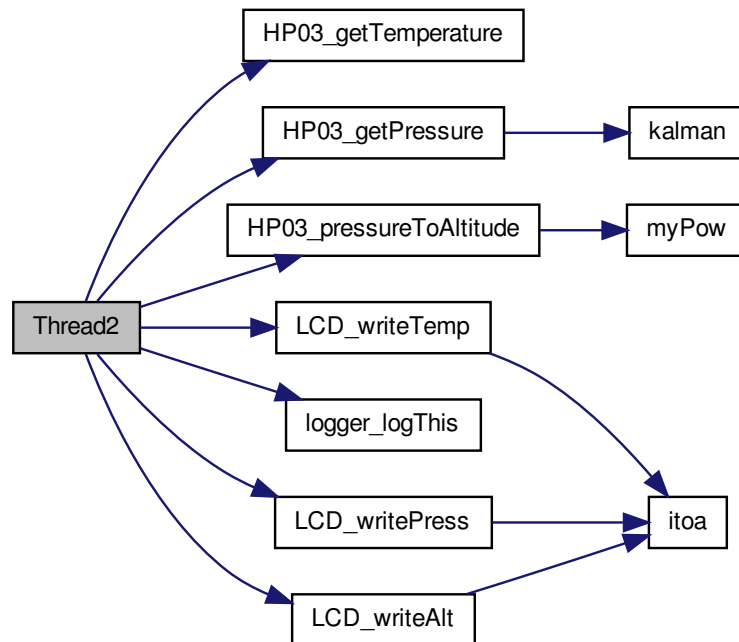 HP03_getTemperature
HP03_getPressure
kalman
HP03_pressureToAltitude
myPow
Thread2
LCD_writeTemp
logger_logThis
LCD_writePress
itoa
LCD_writeAlt